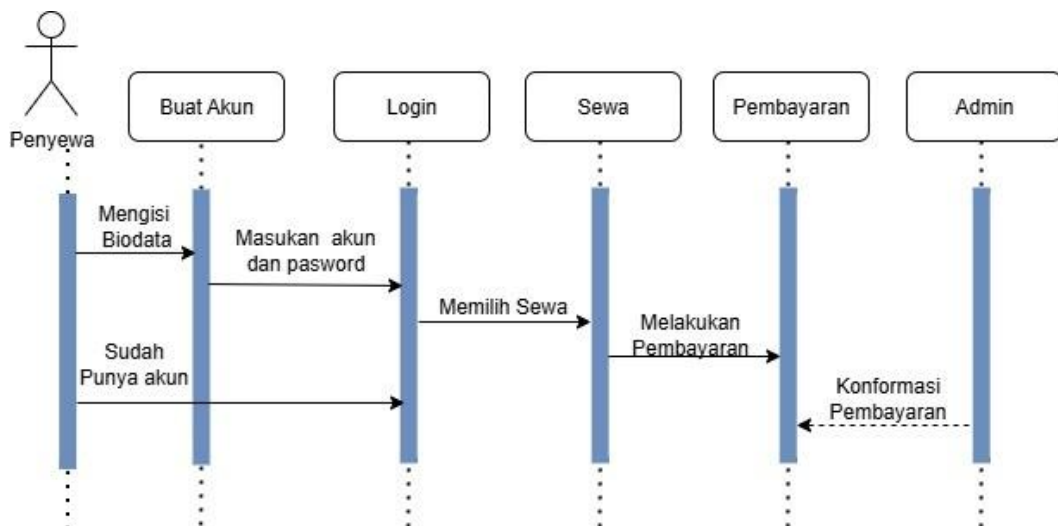 Penyewa
Buat Akun
Login
Sewa
Pembayaran
Admin
Mengisi
Biodata
Masukan akun
dan pasword
Memilih Sewa
Melakukan
Pembayaran
Sudah
Punya akun
Konformasi
Pembayaran